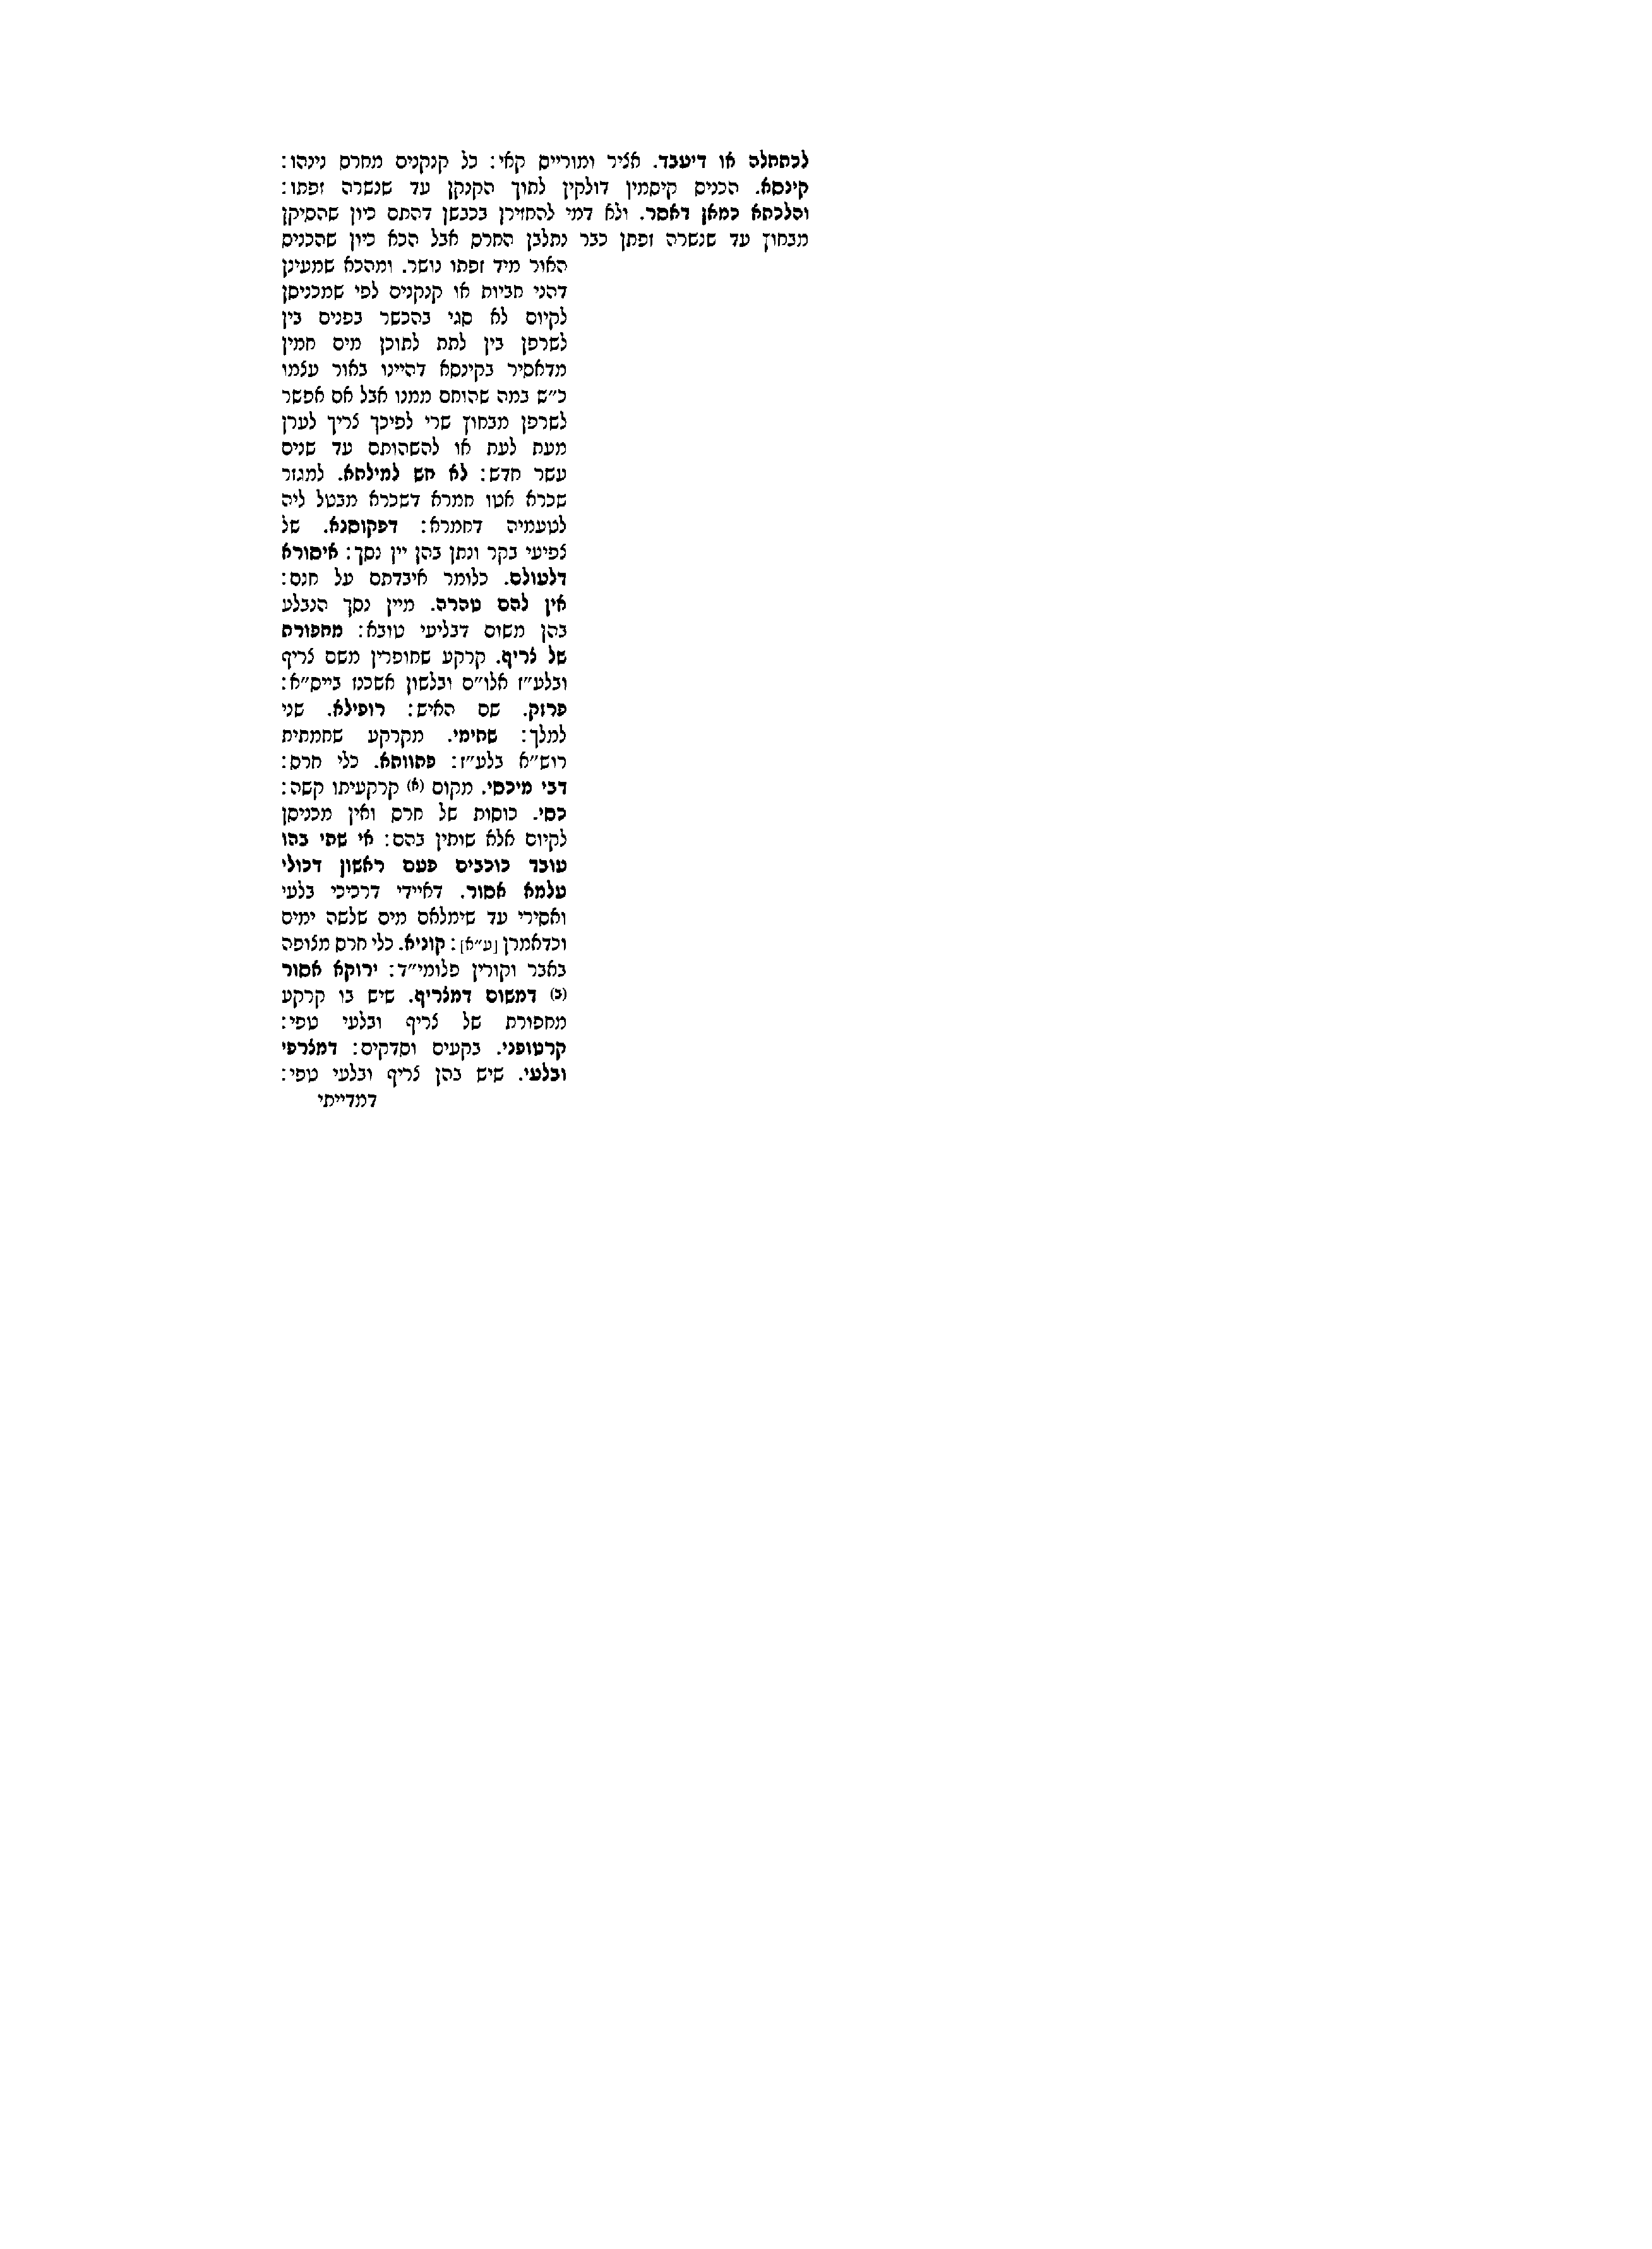 לכתחלה או דיעבד. אציר ומורייס קאי: כל קנקנים מחרס נינהו:
קינסא. הכניס קיסמין דולקין לתוך הקנקן עד שנשרה זפתו:
והלכתא כמאן דאסר. ולא דמי להחזירן בכבשן דהתם כיון שהסיקן
מבחוץ עד שנשרה זפתן כבר נתלבן החרס אבל הכא כיון שהכניס
האור מיד זפתו נושר. ומהכא שמעינן
דהני חביות או קנקנים לפי שמכניסן
לקיום לא סגי בהכשר בפנים בין
לשרפן בין לתת לתוכן מים חמין
מדאסיר בקינסא דהיינו באור עצמו
כ״ש במה שהוחם ממנו אבל אם אפשר
לשרפן מבחוץ שרי לפיכך צריך לערן
מעת לעת או להשהותם עד שנים
עשר חדש: לא חש למילתא. למגזר
שכרא אטו חמרא דשכרא מבטל ליה
לטעמיה דחמרא: דפקוסנא. של
צפיעי בקר ונתן בהן יין נסך: איסורא
דלעולם. כלומר איבדתם על חנם:
אין להם טהרה. מיין נסך הנבלע
בהן משום דבליעי טובא: מחפורת
של צריף. קרקע שחופרין משם צריף
ובלע״ז אלו״ם ובלשון אשכנז בייס״א:
פרזק. שם האיש: רופילא. שני
למלך: שחימי. מקרקע שחמתית
רוש״א בלע״ז: פתוותא. כלי חרס:
דבי מיכסי. מקום (א) קרקעיתו קשה:
כסי. כוסות של חרס ואין מכניסן
לקיום אלא שותין בהם: אי שתי בהו
עובד כוכבים פעם ראשון דכולי
עלמא אסור. דאיידי דרכיכי בלעי
ואסירי עד שימלאם מים שלשה ימים
וכדאמרן [ע״א]: קוניא. כלי חרס מצופה
באבר וקורין פלומי״ד: ירוקא אסור
(ב) דמשום דמצריף. שיש בו קרקע
מחפורת של צריף ובלעי טפי:
קרטופני. בקעים וסדקים: דמצרפי
ובלעי. שיש בהן צריף ובלעי טפי:
דמדייתי